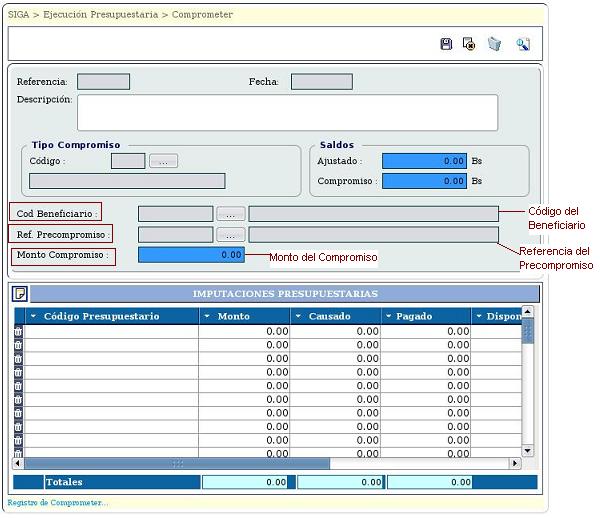 SIGA > Ejecución Presupuestaria > Comprometer
Referencia: Fecha:
Descripción:
Tipo Compromiso Saldos
Código : ... Ajustado : 0.00 Bs
Compromiso : 0.00 Bs
Cod Beneficiario : ... Código del Beneficiario
Ref. Precompromiso : ... Referencia del Precompromiso
Monto Compromiso : 0.00 Monto del Compromiso
IMPUTACIONES PRESUPUESTARIAS
Código Presupuestario Monto Causado Pagado Dispon
0.00 0.00 0.00
0.00 0.00 0.00
0.00 0.00 0.00
0.00 0.00 0.00
0.00 0.00 0.00
0.00 0.00 0.00
0.00 0.00 0.00
0.00 0.00 0.00
0.00 0.00 0.00
0.00 0.00 0.00
Totales 0.00 0.00 0.00
Registro de Comprometer...